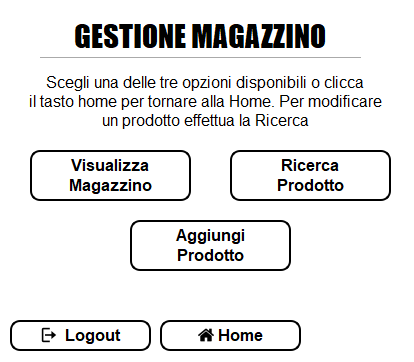 GESTIONE MAGAZZINO
Scegli una delle tre opzioni disponibili o clicca
il tasto home per tornare alla Home. Per modificare
un prodotto effettua la Ricerca
Visualizza
Magazzino
Ricerca
Prodotto
Aggiungi
Prodotto
Logout
Home